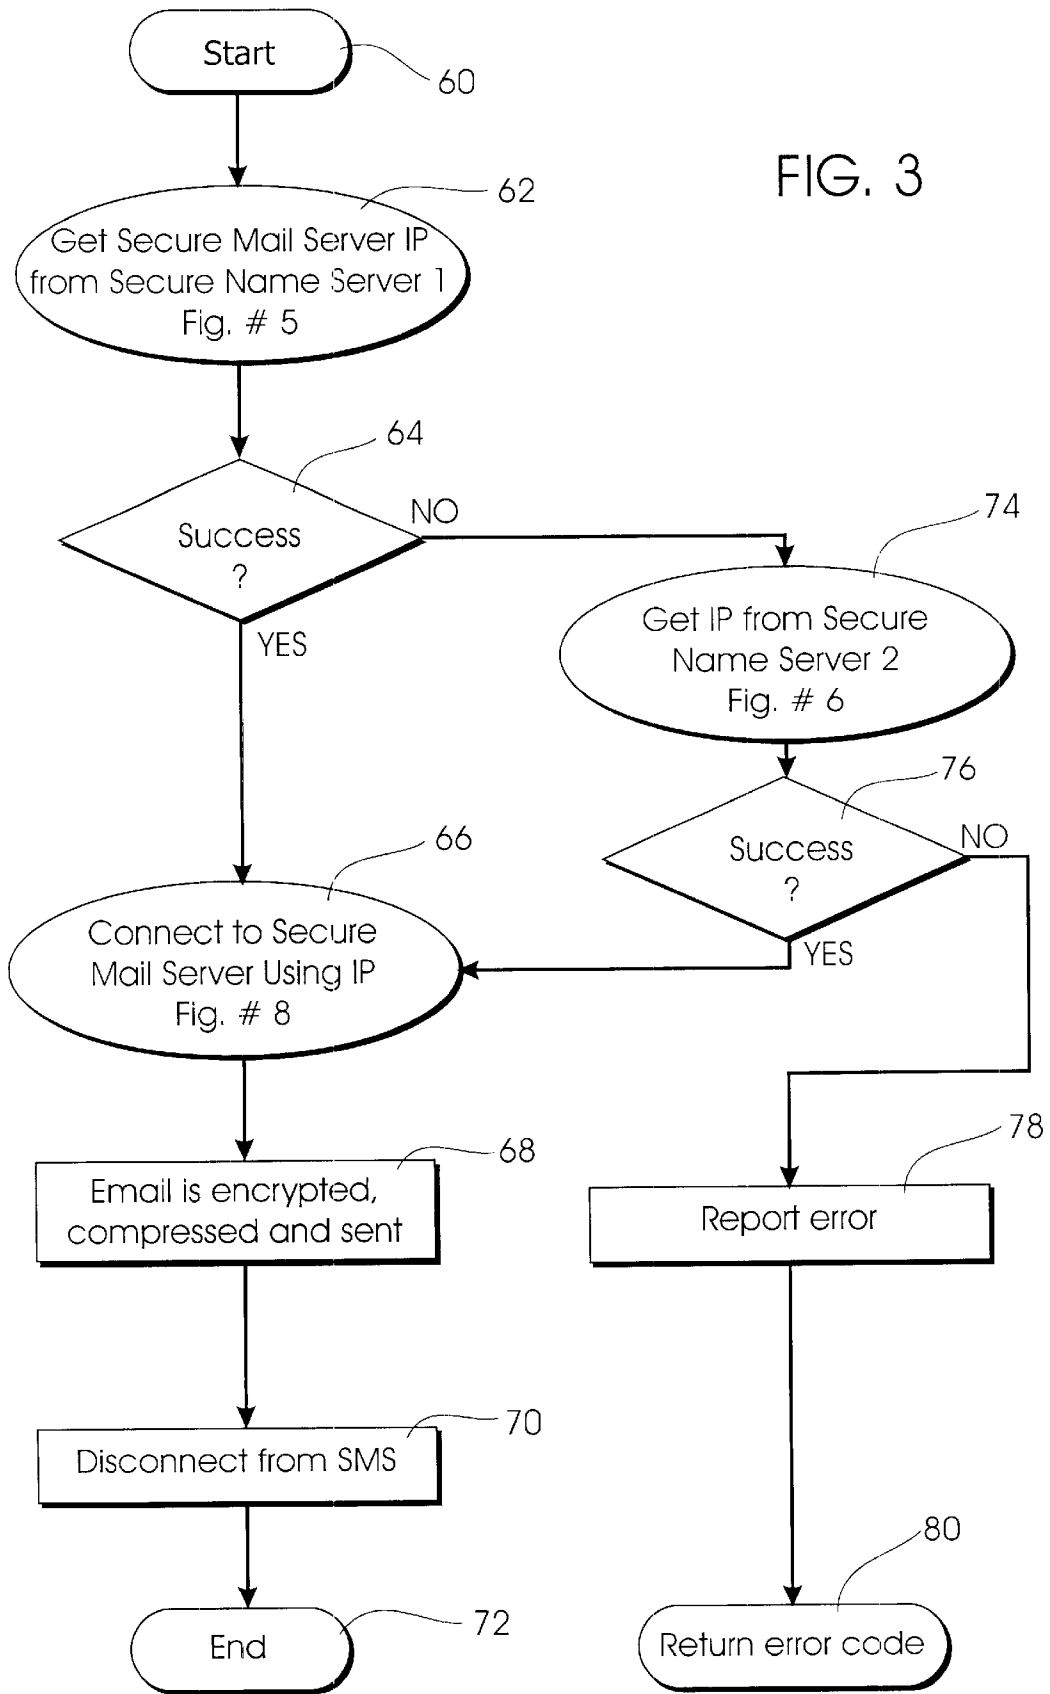 Start
60
FIG. 3
62
Get Secure Mail Server IP
from Secure Name Server 1
Fig. # 5
64
Success
?
NO
YES
74
Get IP from Secure
Name Server 2
Fig. # 6
76
Success
?
NO
YES
66
Connect to Secure
Mail Server Using IP
Fig. # 8
68
Email is encrypted,
compressed and sent
78
Report error
70
Disconnect from SMS
72
End
80
Return error code